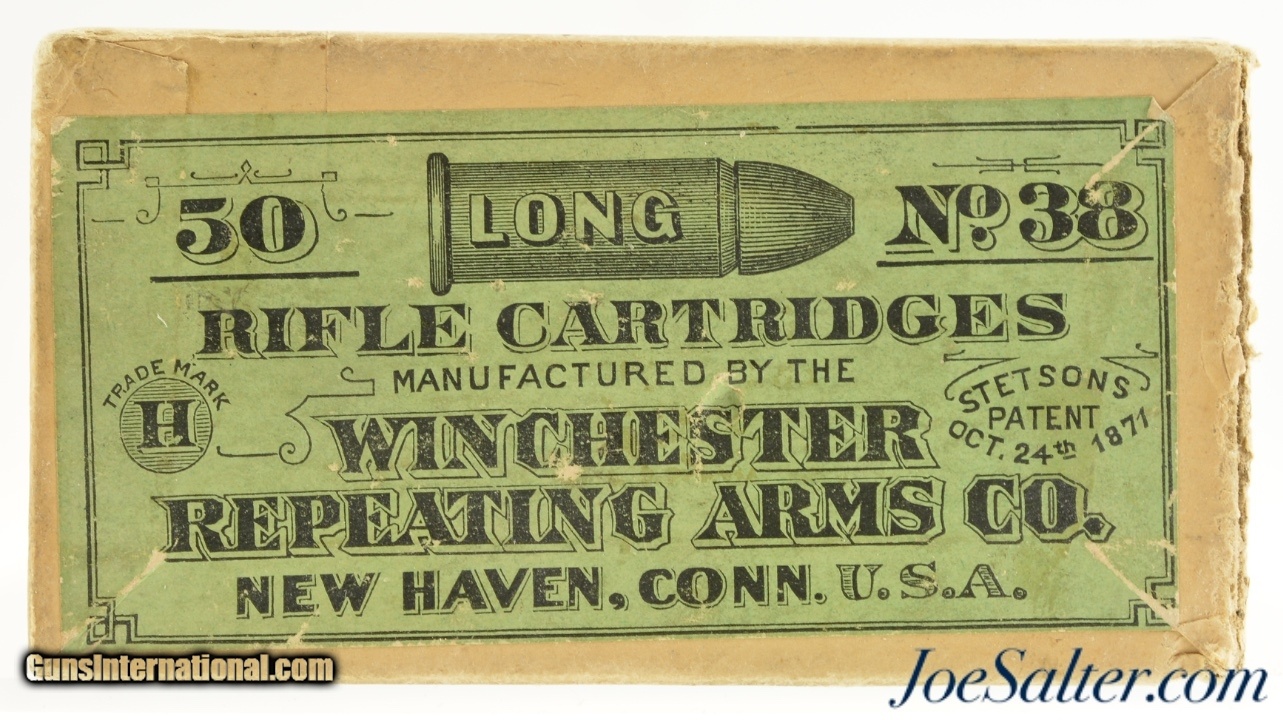 50 LONG No. 38
RIFLE CARTRIDGES
MANUFACTURED BY THE
TRADE MARK
H
STETSONS
PATENT
OCT. 24th 1871
WINCHESTER
REPEATING ARMS CO.
NEW HAVEN, CONN. U.S.A.
GunsInternational.com
JoeSalter.com